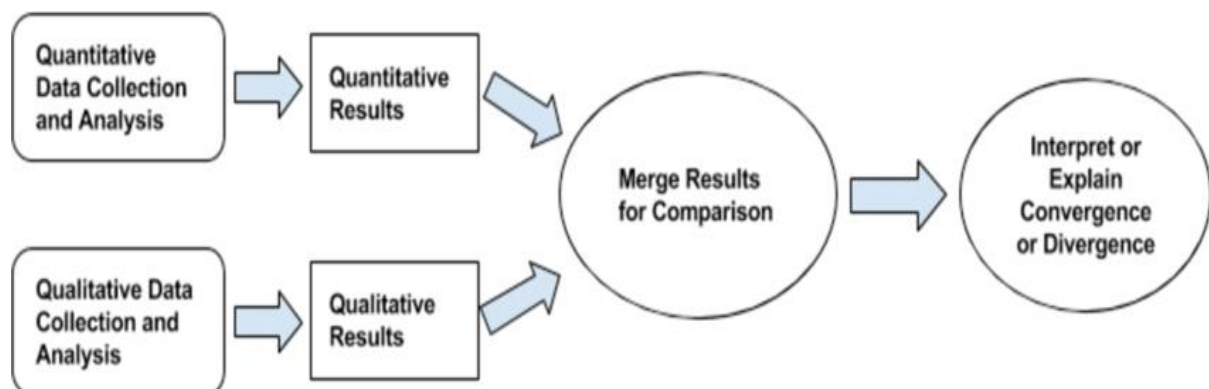 Quantitative
Data Collection
and Analysis
Quantitative
Results
Qualitative Data
Collection and
Analysis
Qualitative
Results
Merge Results
for Comparison
Interpret or
Explain
Convergence
or Divergence